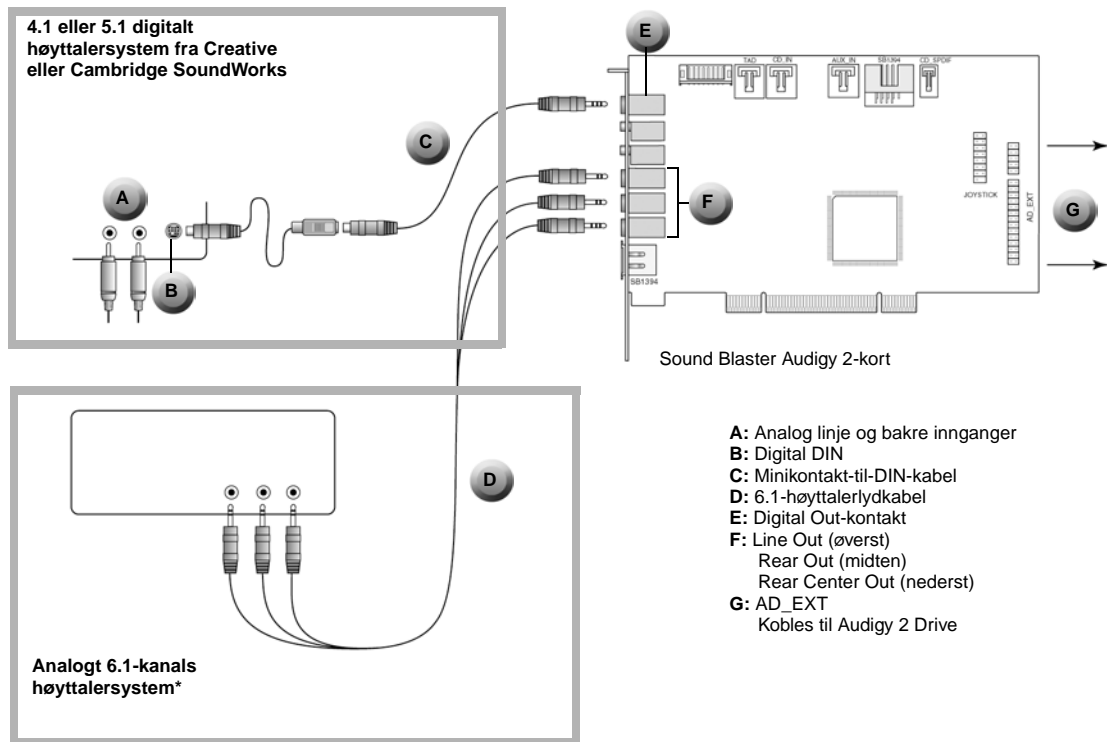 4.1 eller 5.1 digitalt
høyttalersystem fra Creative
eller Cambridge SoundWorks
E
TAD
CD_IN
AUX_IN
SB1394
CD_SPDIF
C
A
B
F
JOYSTICK
AD_EXT
G
SB1394
Sound Blaster Audigy 2-kort
D
A: Analog linje og bakre innganger
B: Digital DIN
C: Minikontakt-til-DIN-kabel
D: 6.1-høyttalerlydkabel
E: Digital Out-kontakt
F: Line Out (øverst)
Rear Out (midten)
Rear Center Out (nederst)
G: AD_EXT
Kobles til Audigy 2 Drive
Analogt 6.1-kanals
høyttalersystem*